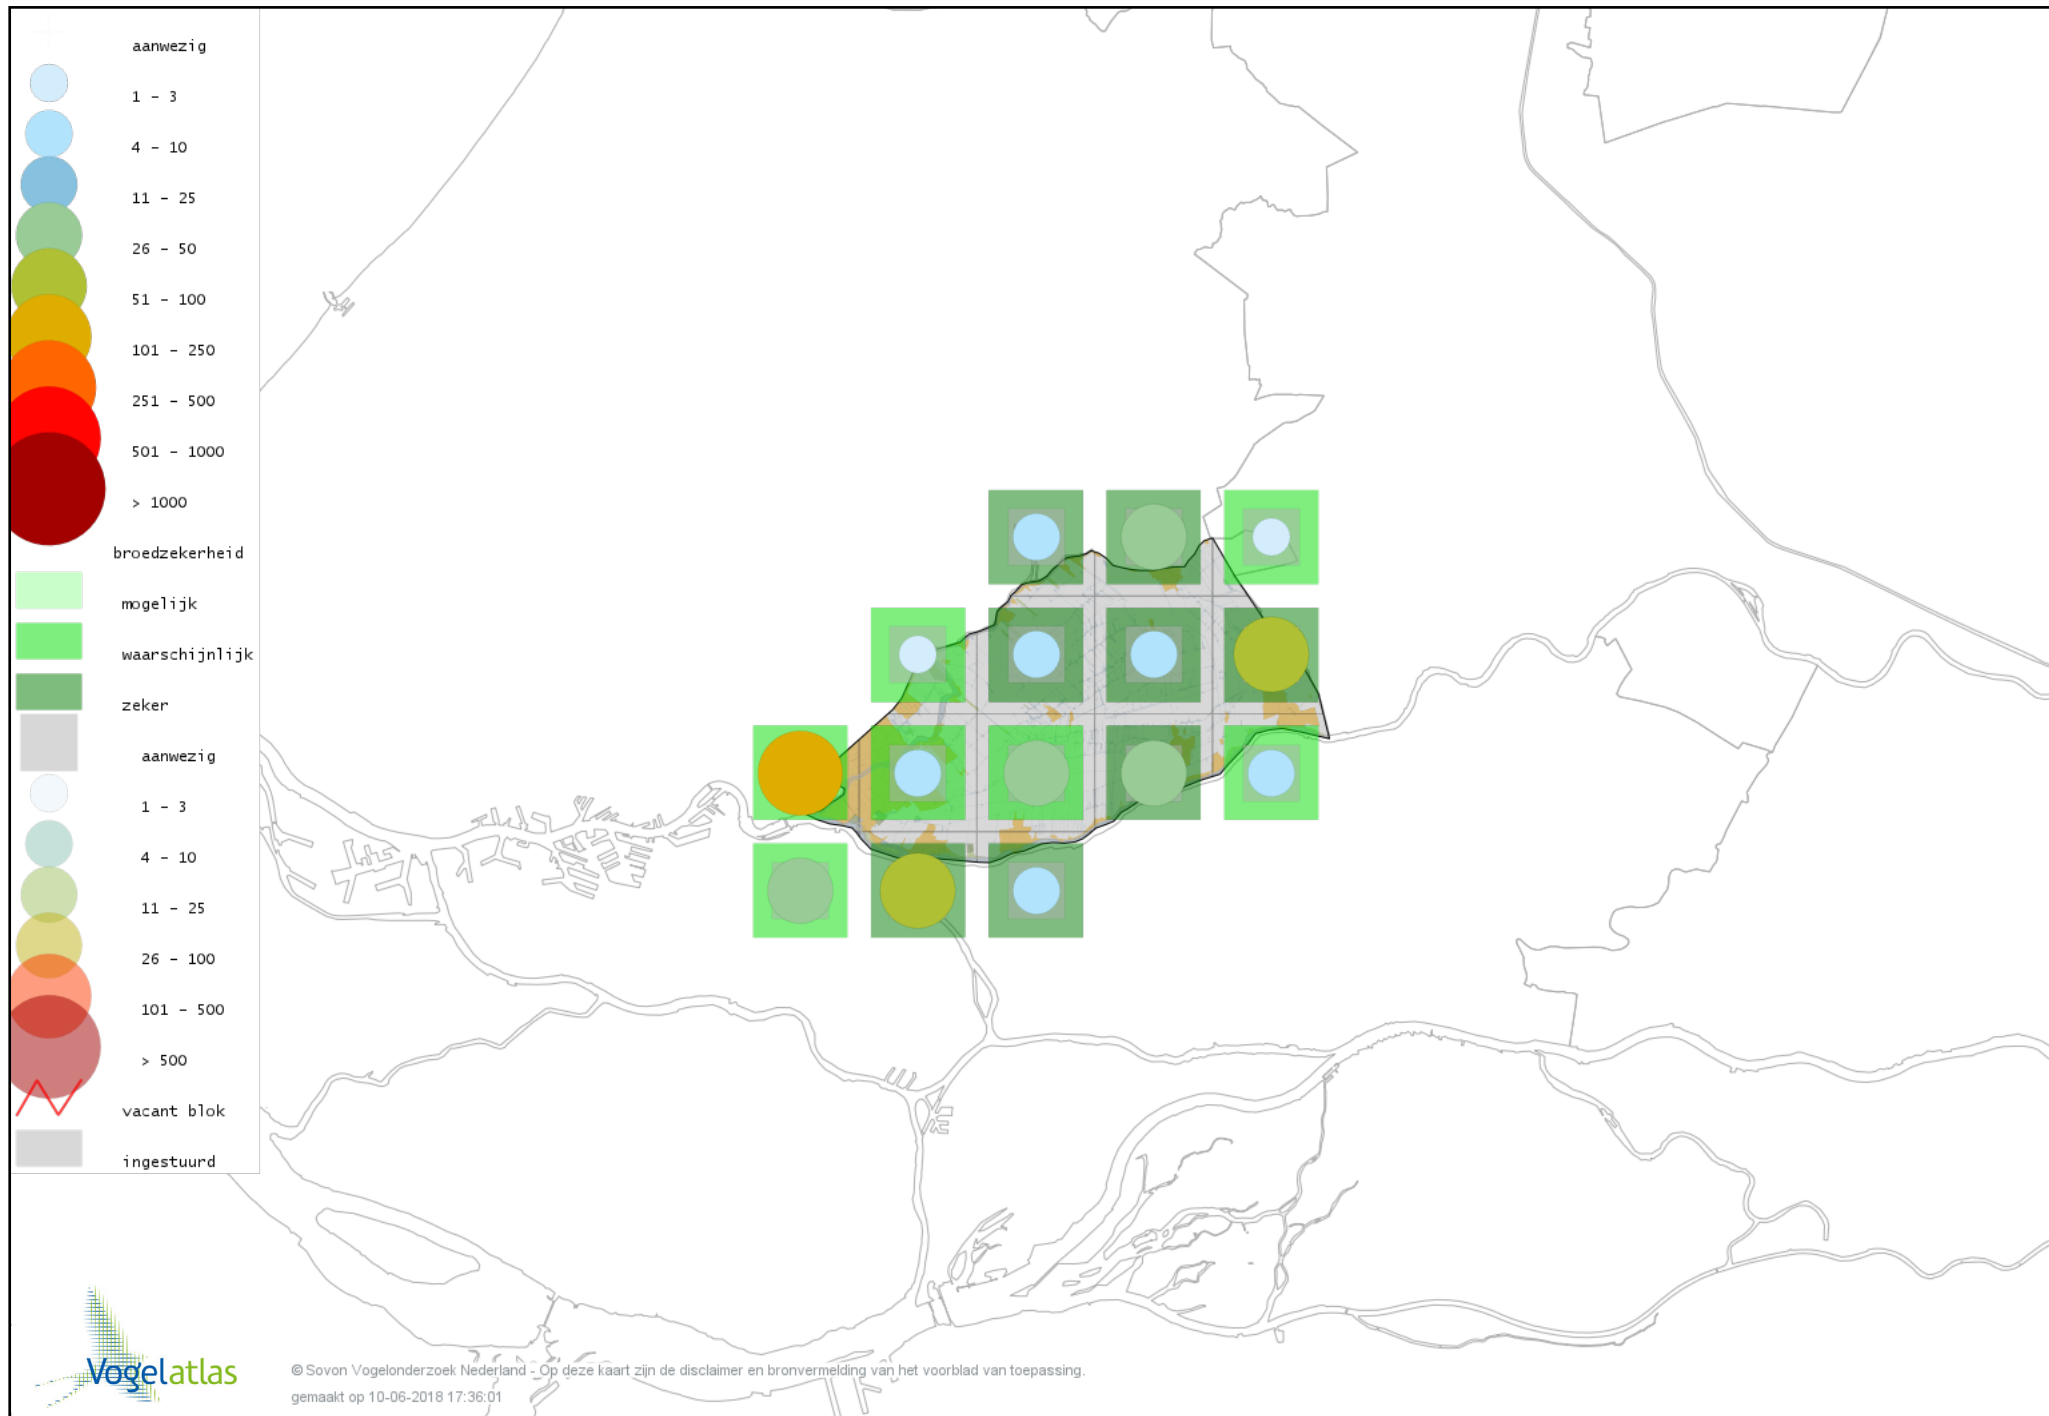 aanwezig
1 - 3
4 - 10
11 - 25
26 - 50
51 - 100
101 - 250
251 - 500
501 - 1000
> 1000
broedzekerheid
mogelijk
waarschijnlijk
zeker
aanwezig
1 - 3
4 - 10
11 - 25
26 - 100
101 - 500
> 500
vacant blok
ingestuurd
Vogelatlas
© Sovon Vogelonderzoek Nederland - Op deze kaart zijn de disclaimer en bronvermelding van het voorblad van toepassing.
gemaakt op 10-06-2018 17:36:01